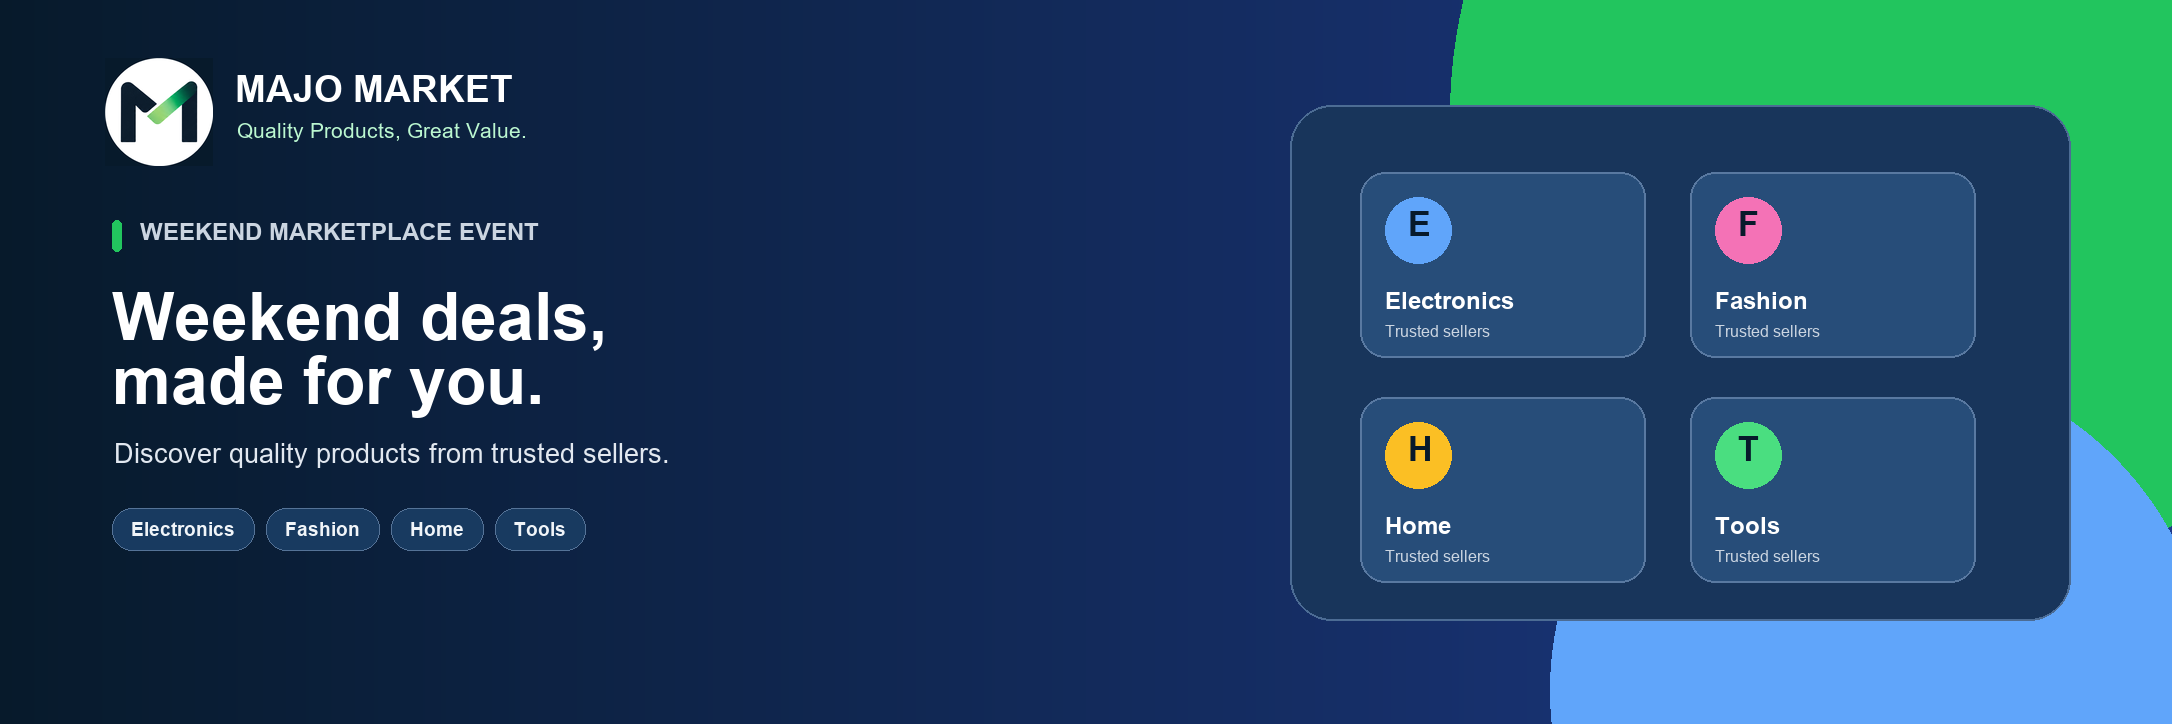 MAJO MARKET
Quality Products, Great Value.
WEEKEND MARKETPLACE EVENT
Weekend deals,
made for you.
Discover quality products from trusted sellers.
Electronics Fashion Home Tools
E
Electronics
Trusted sellers
F
Fashion
Trusted sellers
H
Home
Trusted sellers
T
Tools
Trusted sellers